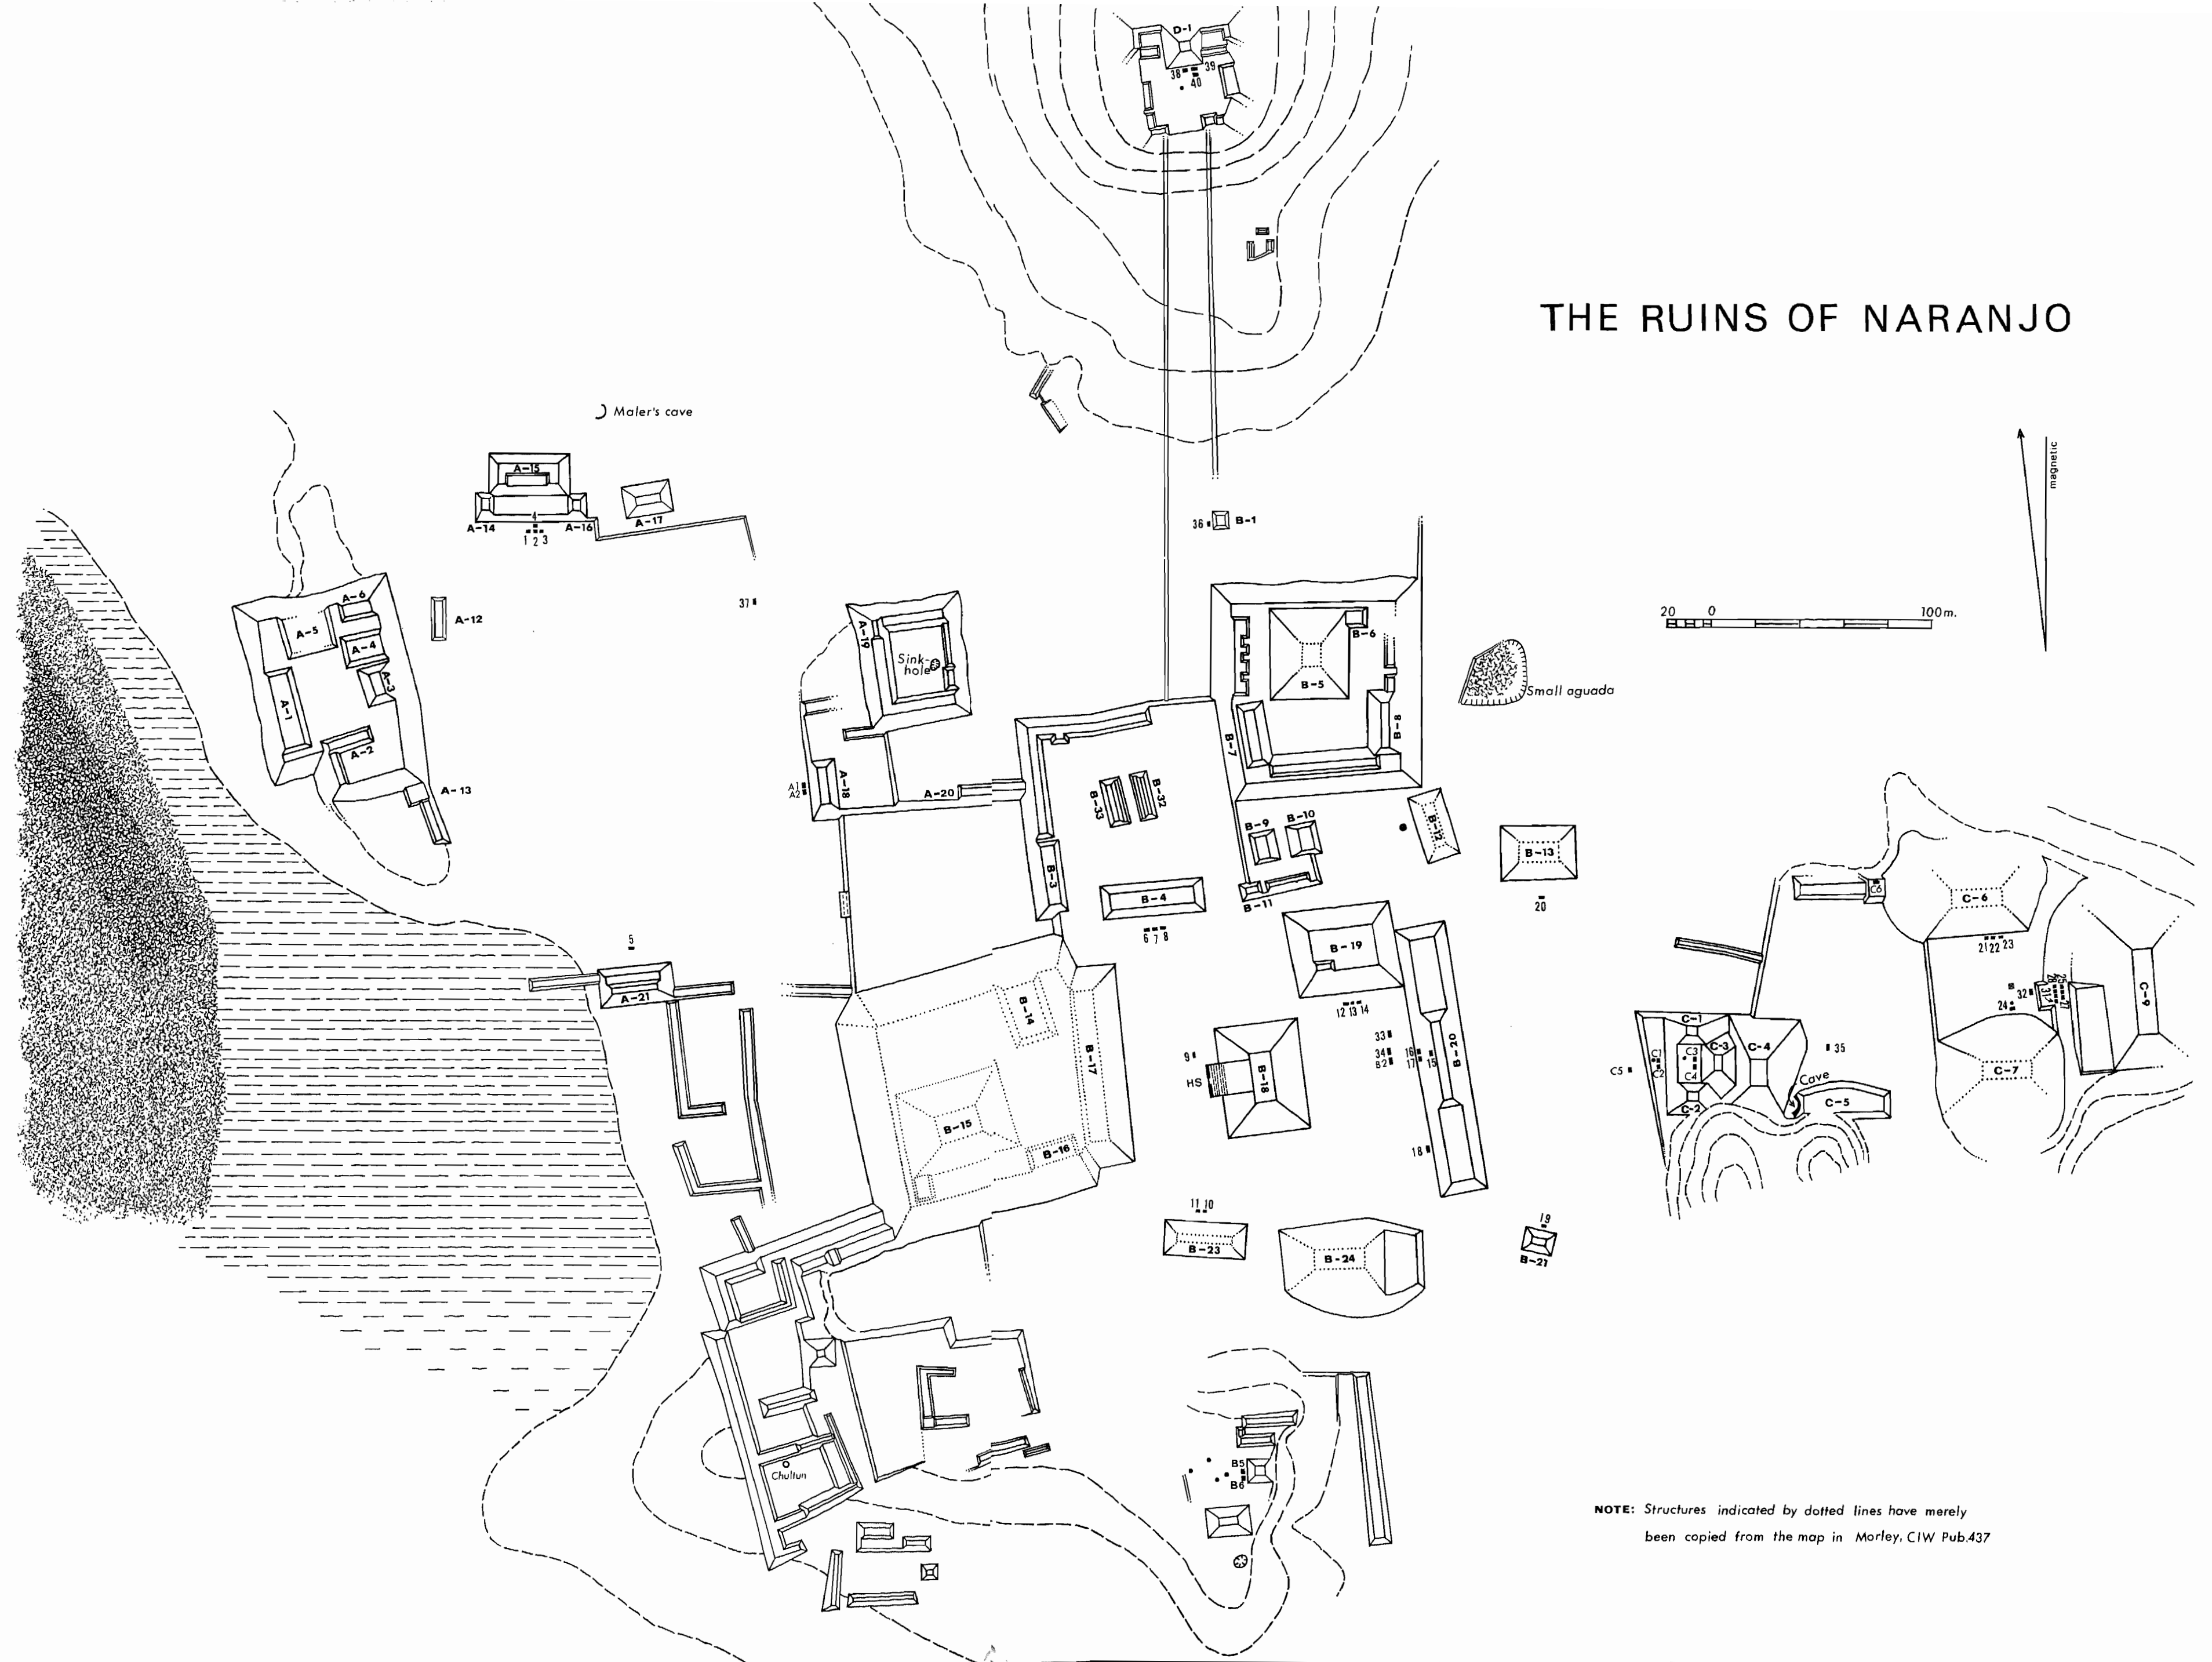 D-1
38
39
40
THE RUINS OF NARANJO
Maler's cave
magnetic
A-15
4
A-14
A-16
A-17
1 2 3
36
B-1
37
20 0 100m.
A-6
A-5
A-4
A-3
A-1
A-2
A-12
A-13
A-19
Sink-
hole
B-6
B-5
B-7
B-8
Small aguada
A1
A2
A-18
A-20
B-33
B-32
B-9
B-10
B-12
B-13
B-3
B-4
B-11
20
C6
C-6
6 7 8
5
A-21
B-19
21 22 23
12 13 14
B-14
B-17
33
34
B2
16
17
15
B-20
9
HS
B-18
32
31
24
C-9
C-1
C1
C2
C3
C4
C-3
C-4
35
C5
Cave
C-5
C-2
C-7
B-15
B-16
18
11 10
B-23
B-24
19
B-21
Chultun
B5
B6
NOTE: Structures indicated by dotted lines have merely
been copied from the map in Morley, CIW Pub.437